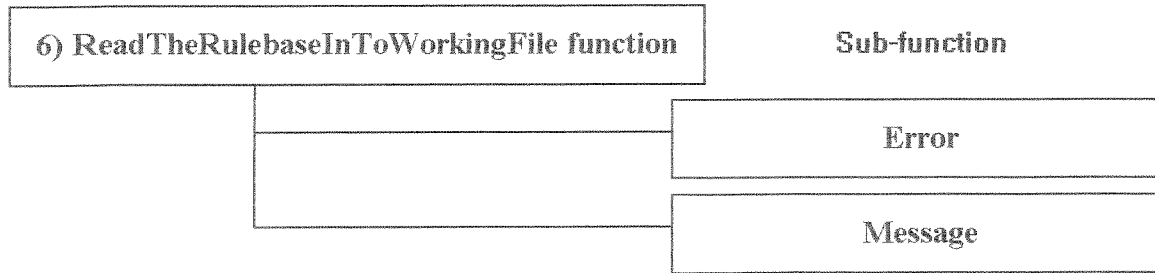 6) ReadTheRulebaseInToWorkingFile function
Sub-function
Error
Message